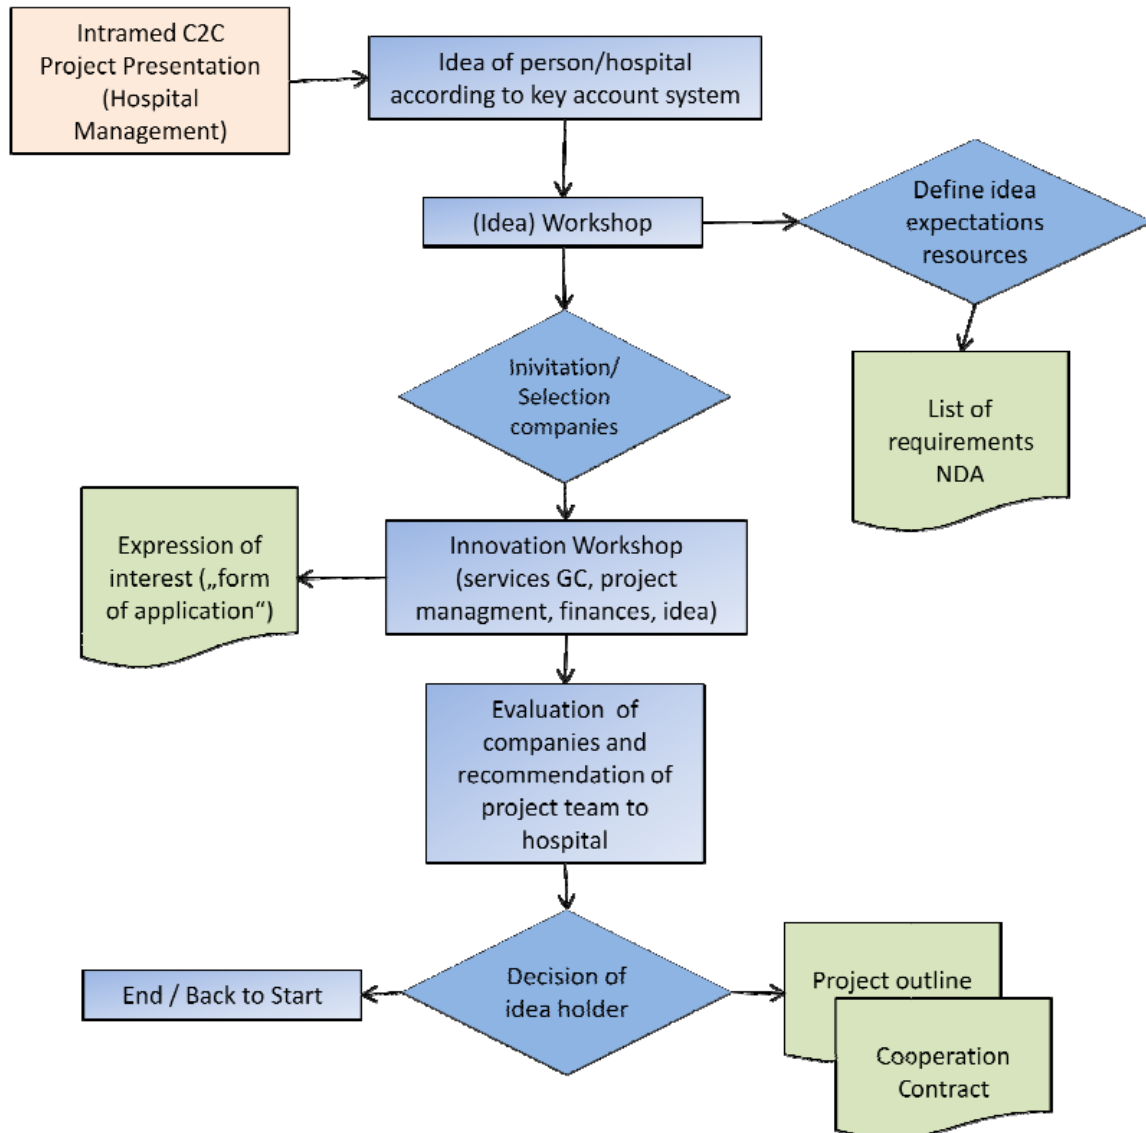 Intramed C2C
Project Presentation
(Hospital
Management)
Idea of person/hospital
according to key account system
(Idea) Workshop
Define idea
expectations
resources
Inivitation/
Selection
companies
List of
requirements
NDA
Expression of
interest („form
of application“)
Innovation Workshop
(services GC, project
managment, finances, idea)
Evaluation of
companies and
recommendation of
project team to
hospital
End / Back to Start
Decision of
idea holder
Project outline
Cooperation
Contract